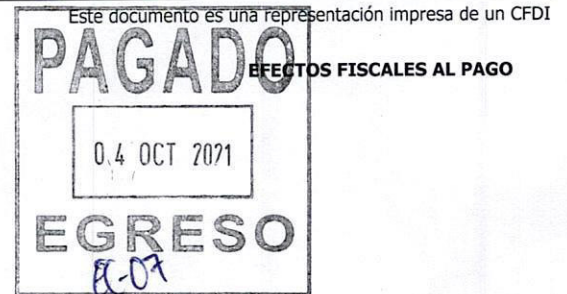 Este documento es una representación impresa de un CFDI
PAGADO
EFECTOS FISCALES AL PAGO
04 OCT 2021
EGRESO
EC-07